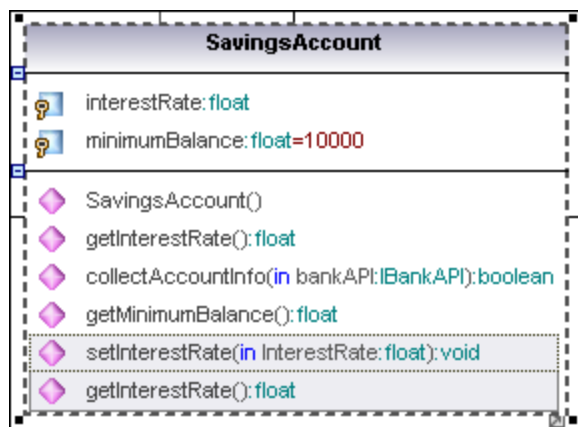 SavingsAccount
interestRate:float
minimumBalance:float=10000
SavingsAccount()
getInterestRate():float
collectAccountInfo(in bankAPI:IBankAPI):boolean
getMinimumBalance():float
setInterestRate(in InterestRate:float):void
getInterestRate():float